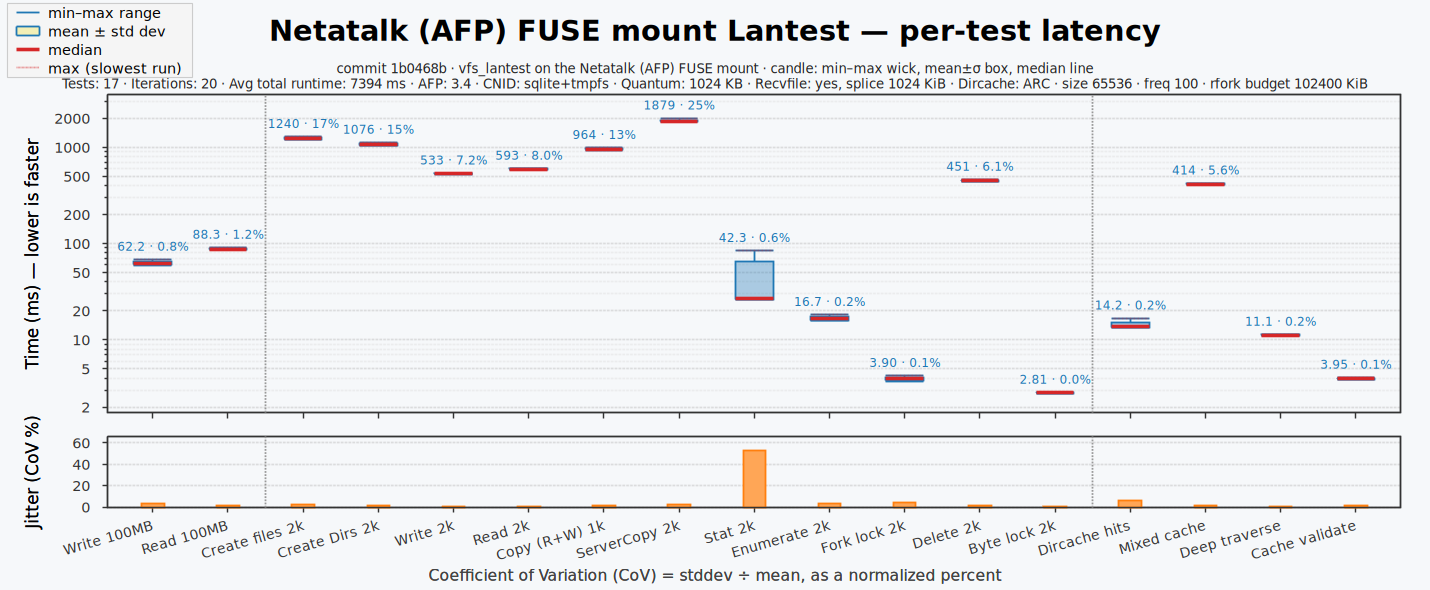 min–max range
mean ± std dev
median
max (slowest run)
Netatalk (AFP) FUSE mount Lantest — per-test latency
commit 1b0468b · vfs_lantest on the Netatalk (AFP) FUSE mount · candle: min–max wick, mean±σ box, median line
Tests: 17 · Iterations: 20 · Avg total runtime: 7394 ms · AFP: 3.4 · CNID: sqlite+tmpfs · Quantum: 1024 KB · Recvfile: yes, splice 1024 KiB · Dircache: ARC · size 65536 · freq 100 · rfork budget 102400 KiB
Time (ms) — lower is faster
2000
1000
500
200
100
50
20
10
5
2
62.2 · 0.8%
88.3 · 1.2%
1240 · 17%
1076 · 15%
533 · 7.2%
593 · 8.0%
964 · 13%
1879 · 25%
42.3 · 0.6%
16.7 · 0.2%
3.90 · 0.1%
451 · 6.1%
2.81 · 0.0%
14.2 · 0.2%
414 · 5.6%
11.1 · 0.2%
3.95 · 0.1%
Jitter (CoV %)
60
40
20
0
Write 100MB
Read 100MB
Create files 2k
Create Dirs 2k
Write 2k
Read 2k
Copy (R+W) 1k
ServerCopy 2k
Stat 2k
Enumerate 2k
Fork lock 2k
Delete 2k
Byte lock 2k
Dircache hits
Mixed cache
Deep traverse
Cache validate
Coefficient of Variation (CoV) = stddev ÷ mean, as a normalized percent